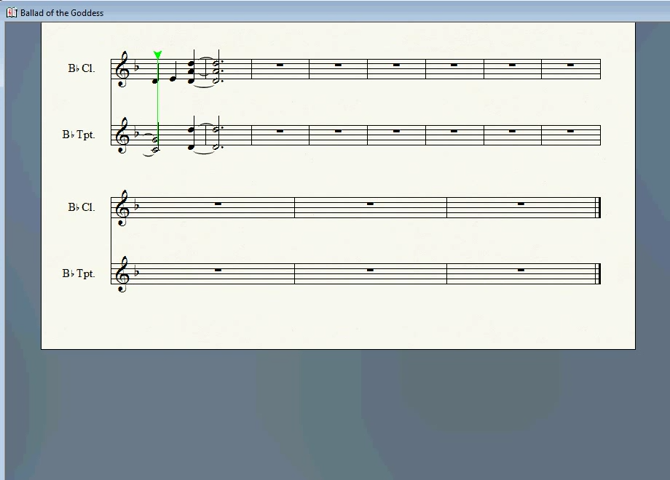 Ballad of the Goddess
B♭ Cl.
B♭ Tpt.
B♭ Cl.
B♭ Tpt.